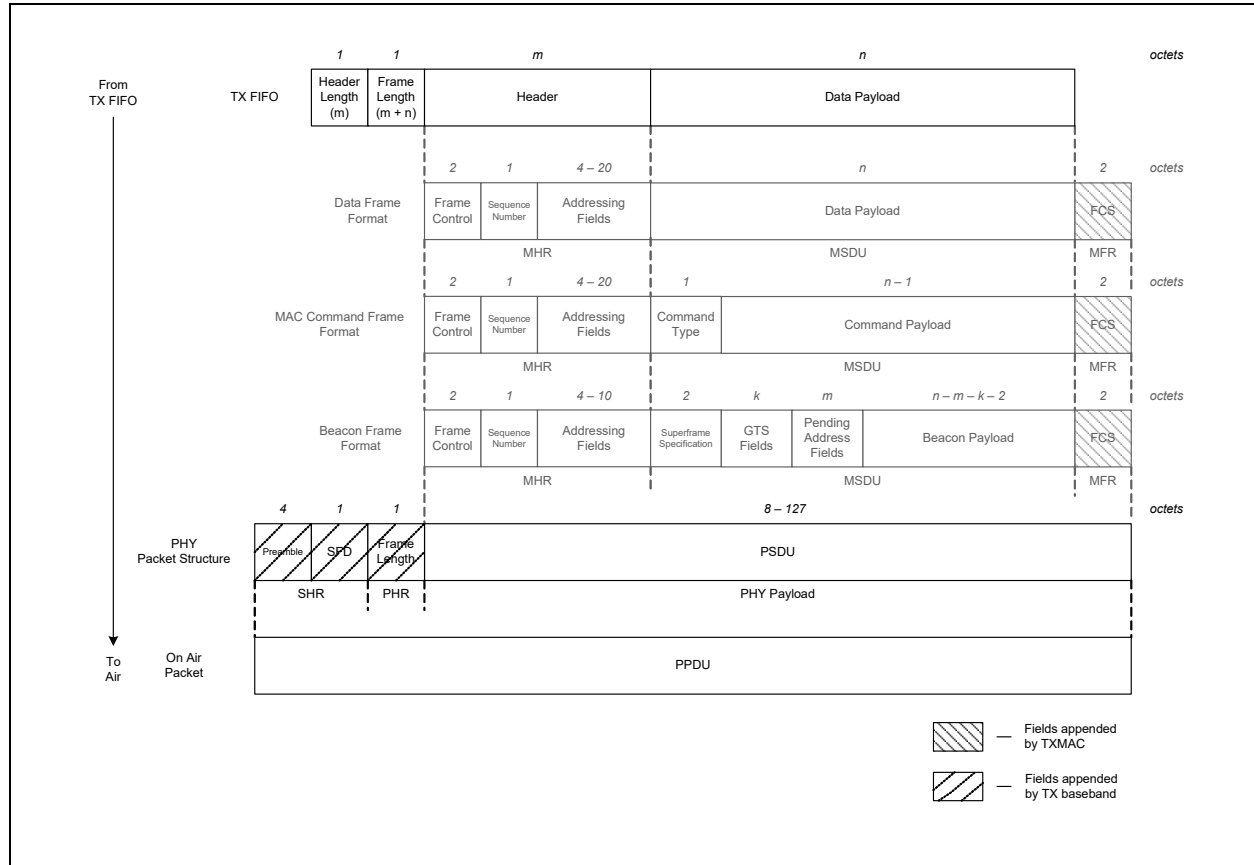 1 1 m n octets
From
TX FIFO
TX FIFO
Header
Length
(m)
Frame
Length
(m + n)
Header
Data Payload
2 1 4 – 20 n 2 octets
Data Frame
Format
Frame
Control
Sequence
Number
Addressing
Fields
Data Payload
FCS
MHR MSDU MFR
2 1 4 – 20 1 n – 1 2 octets
MAC Command Frame
Format
Frame
Control
Sequence
Number
Addressing
Fields
Command
Type
Command Payload
FCS
MHR MSDU MFR
2 1 4 – 10 2 k m n – m – k – 2 2 octets
Beacon Frame
Format
Frame
Control
Sequence
Number
Addressing
Fields
Superframe
Specification
GTS
Fields
Pending
Address
Fields
Beacon Payload
FCS
MHR MSDU MFR
4 1 1 8 – 127 octets
PHY
Packet Structure
Preamble
SFD
Frame
Length
PSDU
SHR PHR PHY Payload
To
Air
On Air
Packet
PPDU
– Fields appended
by TXMAC
– Fields appended
by TX baseband